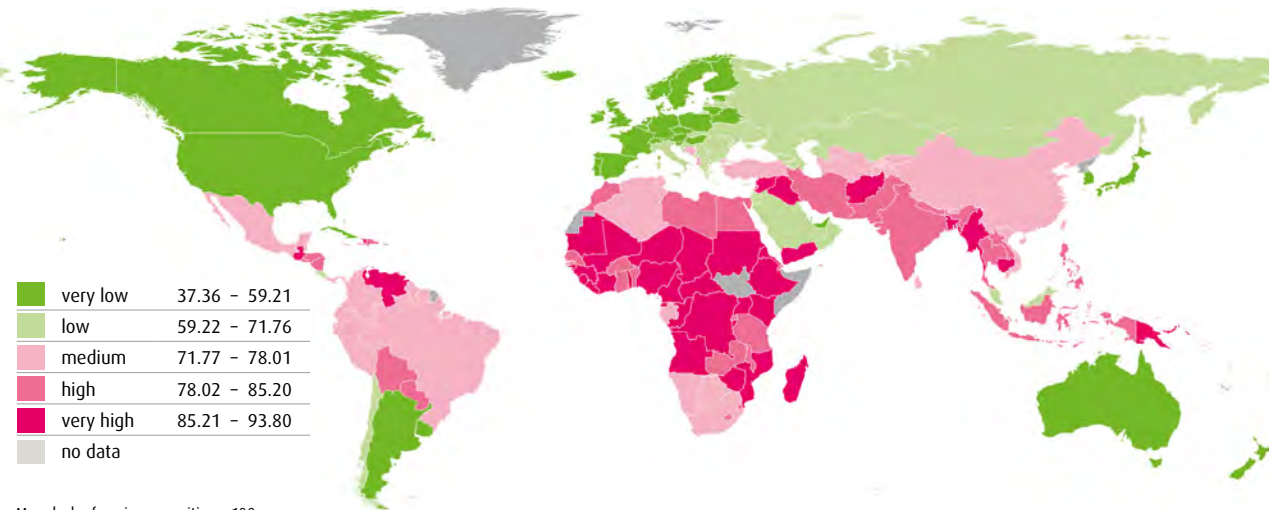 very low 37.36 – 59.21
low 59.22 – 71.76
medium 71.77 – 78.01
high 78.02 – 85.20
very high 85.21 – 93.80
no data